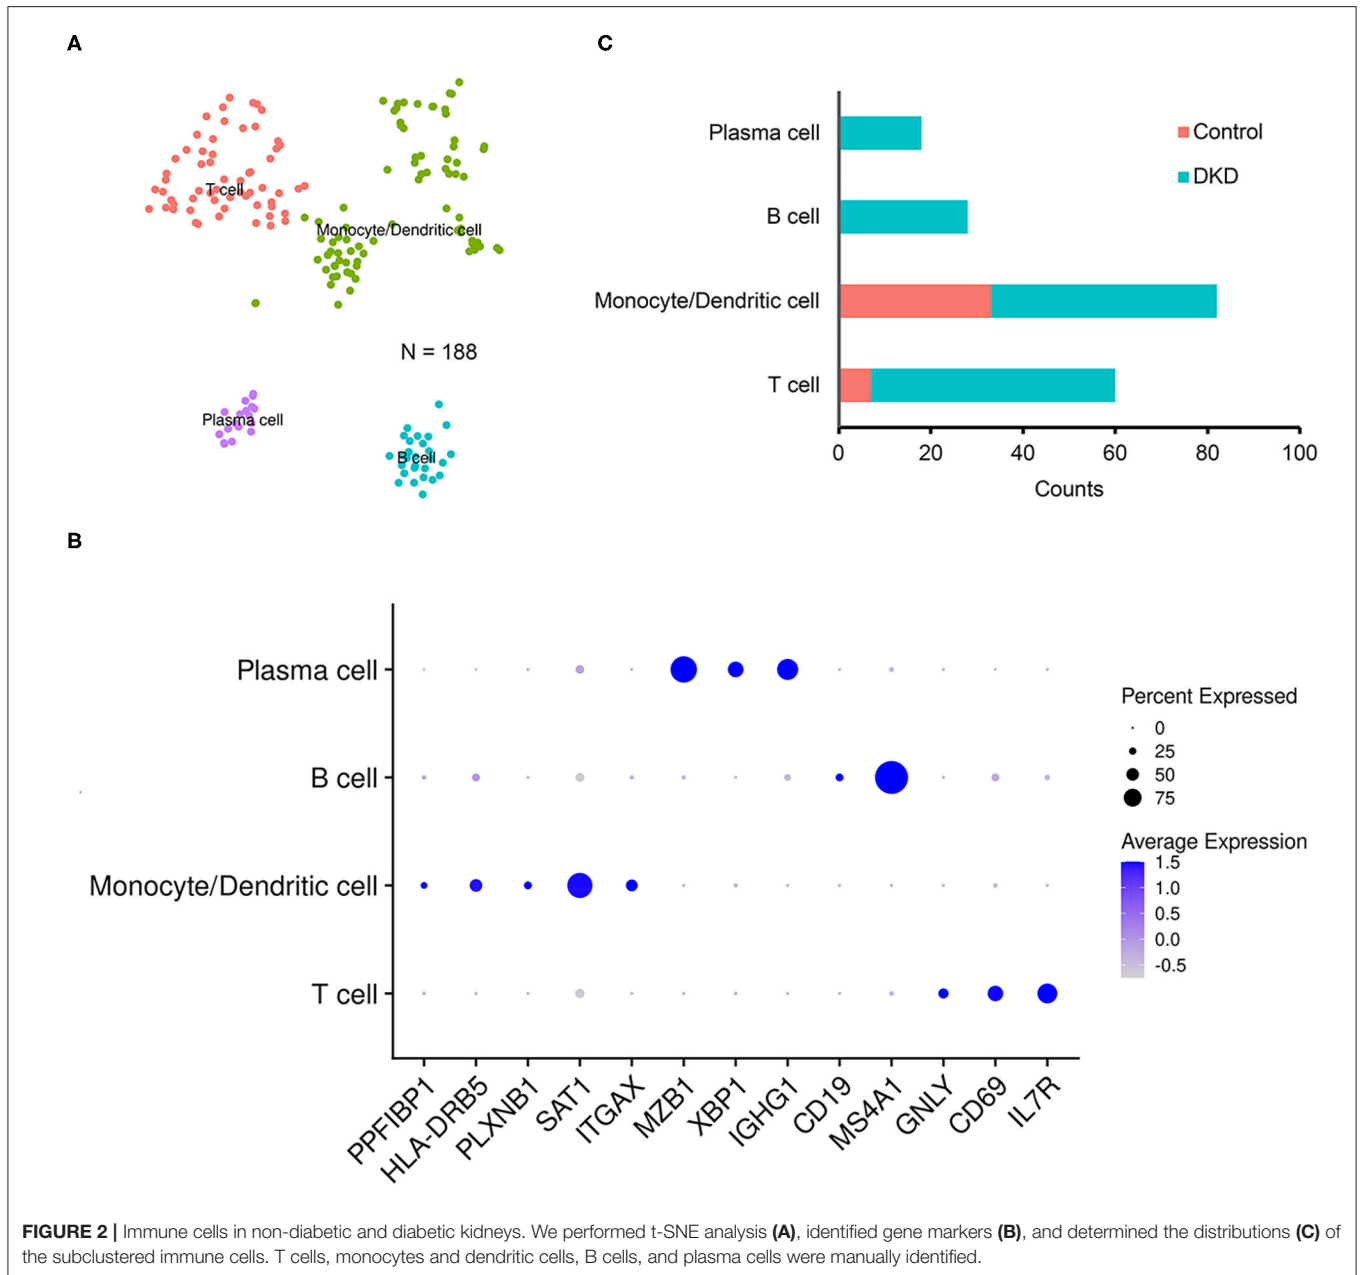 A
T cell
Monocyte/Dendritic cell
N = 188
Plasma cell
B cell
C
Plasma cell
B cell
Monocyte/Dendritic cell
T cell
Control
DKD
0 20 40 60 80 100
Counts
B
Plasma cell
B cell
Monocyte/Dendritic cell
T cell
PPFIBP1 HLA-DRB5 PLXNB1 SAT1 ITGAX MZB1 XBP1 IGHG1 CD19 MS4A1 GNLY CD69 IL7R
Percent Expressed
0
25
50
75
Average Expression
1.5
1.0
0.5
0.0
-0.5
FIGURE 2 | Immune cells in non-diabetic and diabetic kidneys. We performed t-SNE analysis (A), identified gene markers (B), and determined the distributions (C) of
the subclustered immune cells. T cells, monocytes and dendritic cells, B cells, and plasma cells were manually identified.